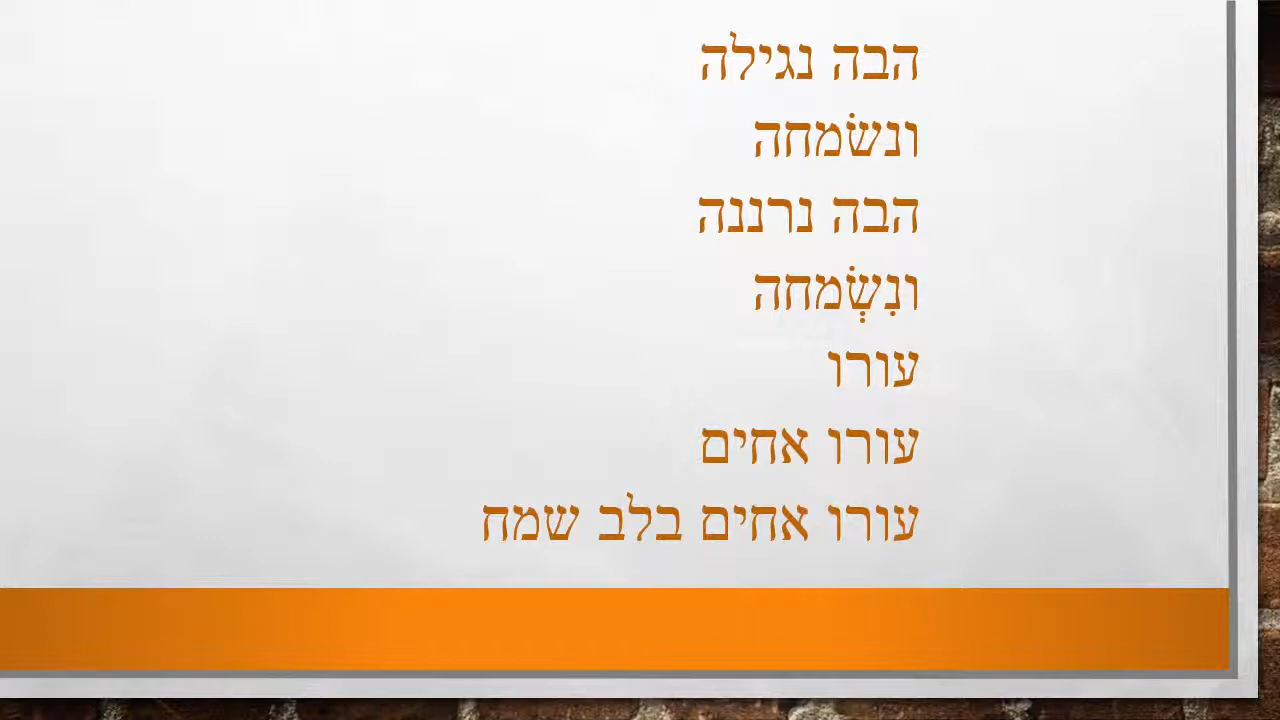 הבה נגילה
ונשׂמחה
הבה נרננה
ונִשְׂמחה
עורו
עורו אחים
עורו אחים בלב שמח